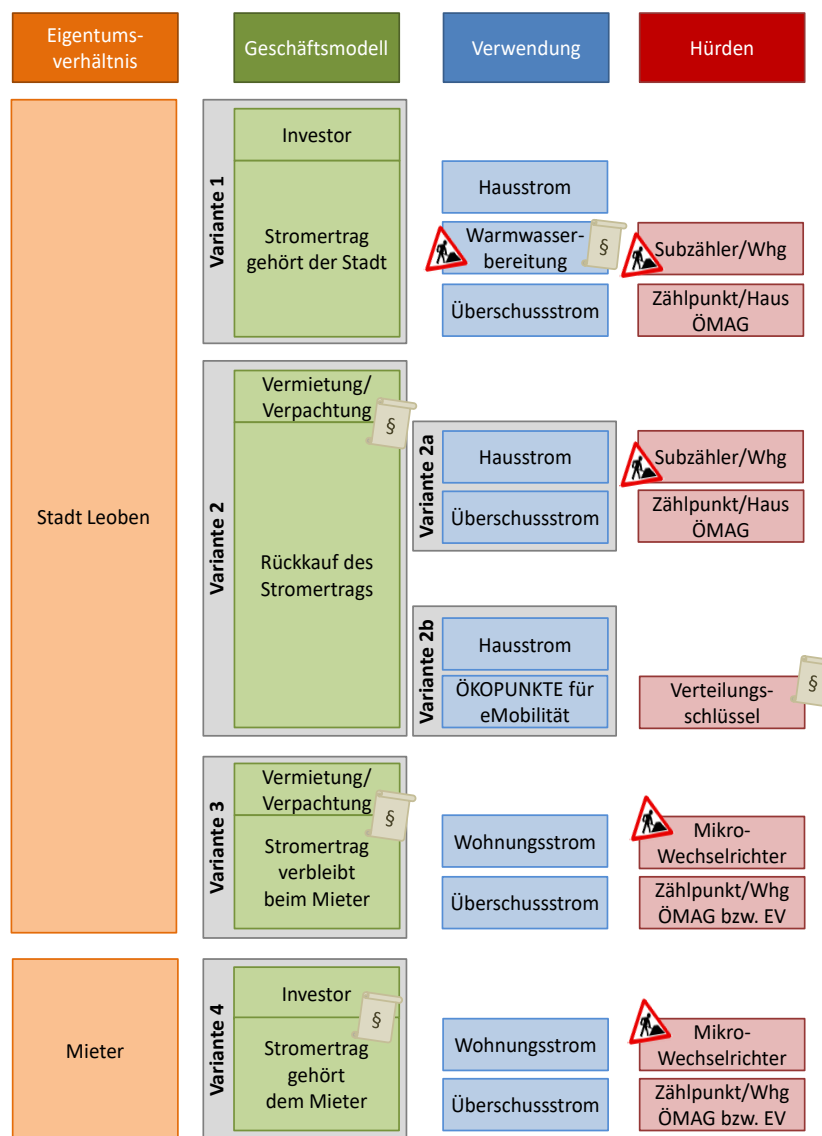 Eigentums-
verhältnis
Geschäftsmodell
Verwendung
Hürden
Stadt Leoben
Variante 1
Investor
Stromertrag
gehört der Stadt
Hausstrom
Warmwasser-
bereitung
§
Subzähler/Whg
Überschussstrom
Zählpunkt/Haus
ÖMAG
Variante 2
Vermietung/
Verpachtung
§
Rückkauf des
Stromertrags
Variante 2a
Hausstrom
Subzähler/Whg
Überschussstrom
Zählpunkt/Haus
ÖMAG
Variante 2b
Hausstrom
ÖKOPUNKTE für
eMobilität
Verteilungs-
schlüssel
§
Variante 3
Vermietung/
Verpachtung
§
Stromertrag
verbleibt
beim Mieter
Wohnungsstrom
Mikro-
Wechselrichter
Überschussstrom
Zählpunkt/Whg
ÖMAG bzw. EV
Mieter
Variante 4
Investor
§
Stromertrag
gehört
dem Mieter
Wohnungsstrom
Mikro-
Wechselrichter
Überschussstrom
Zählpunkt/Whg
ÖMAG bzw. EV